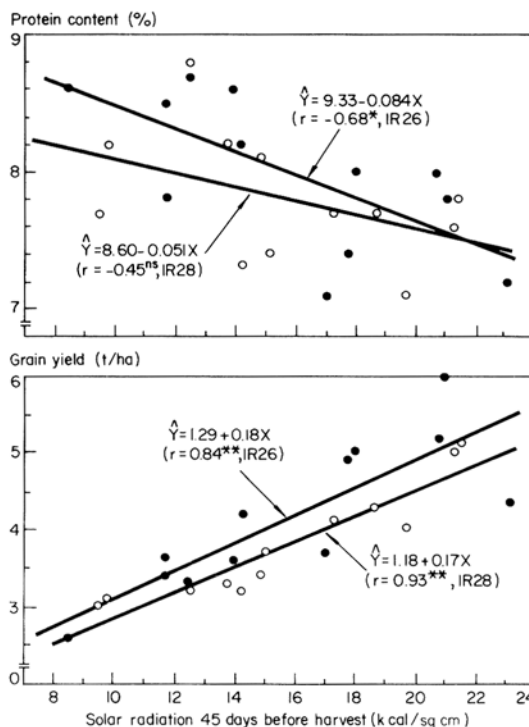 Protein content (%)
9
8
7
Ŷ=9.33-0.084X
(r = -0.68*, IR26)
Ŷ=8.60-0.051X
(r = -0.45ns, IR28)
Grain yield (t/ha)
6
5
4
3
0
Ŷ=1.29+0.18X
(r=0.84**, IR26)
Ŷ=1.18+0.17X
(r=0.93**, IR28)
8 10 12 14 16 18 20 22 24
Solar radiation 45 days before harvest (k cal/sq cm)